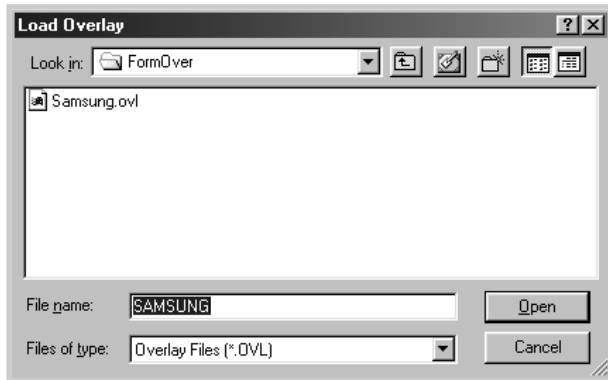 Load Overlay
Look in: FormOver
Samsung.ovl
File name: SAMSUNG Open
Files of type: Overlay Files (*.OVL) Cancel